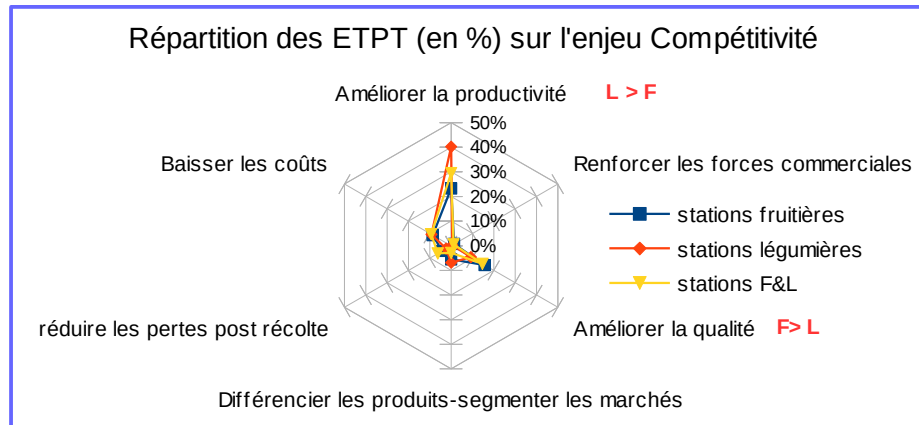 Répartition des ETPT (en %) sur l'enjeu Compétitivité
Améliorer la productivité
L > F
50%
40%
30%
20%
10%
0%
Baisser les coûts
Renforcer les forces commerciales
stations fruitières
stations légumières
stations F&L
réduire les pertes post récolte
Améliorer la qualité
F> L
Différencier les produits-segmenter les marchés